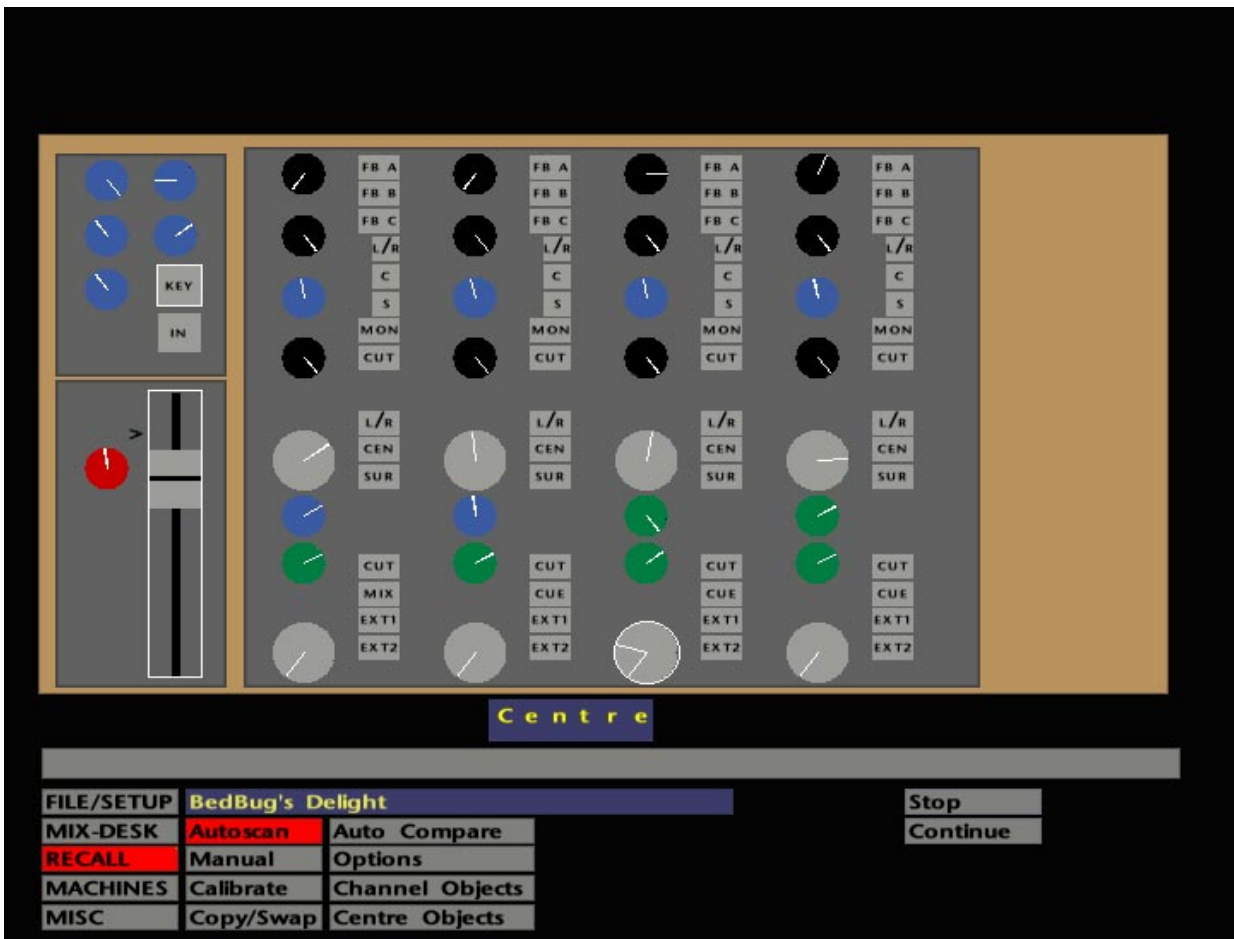 FB A FB A FB A FB A
FB B FB B FB B FB B
FB C FB C FB C FB C
L/R L/R L/R L/R
C C C C
KEY
S S S S
IN
MON MON MON MON
CUT CUT CUT CUT
L/R L/R L/R L/R
>
CEN CEN CEN CEN
SUR SUR SUR SUR
CUT CUT CUT CUT
MIX CUE CUE CUE
EXT1 EXT1 EXT1 EXT1
EXT2 EXT2 EXT2 EXT2
Centre
FILE/SETUP BedBug's Delight Stop
MIX-DESK Autoscan Auto Compare Continue
RECALL Manual Options
MACHINES Calibrate Channel Objects
MISC Copy/Swap Centre Objects